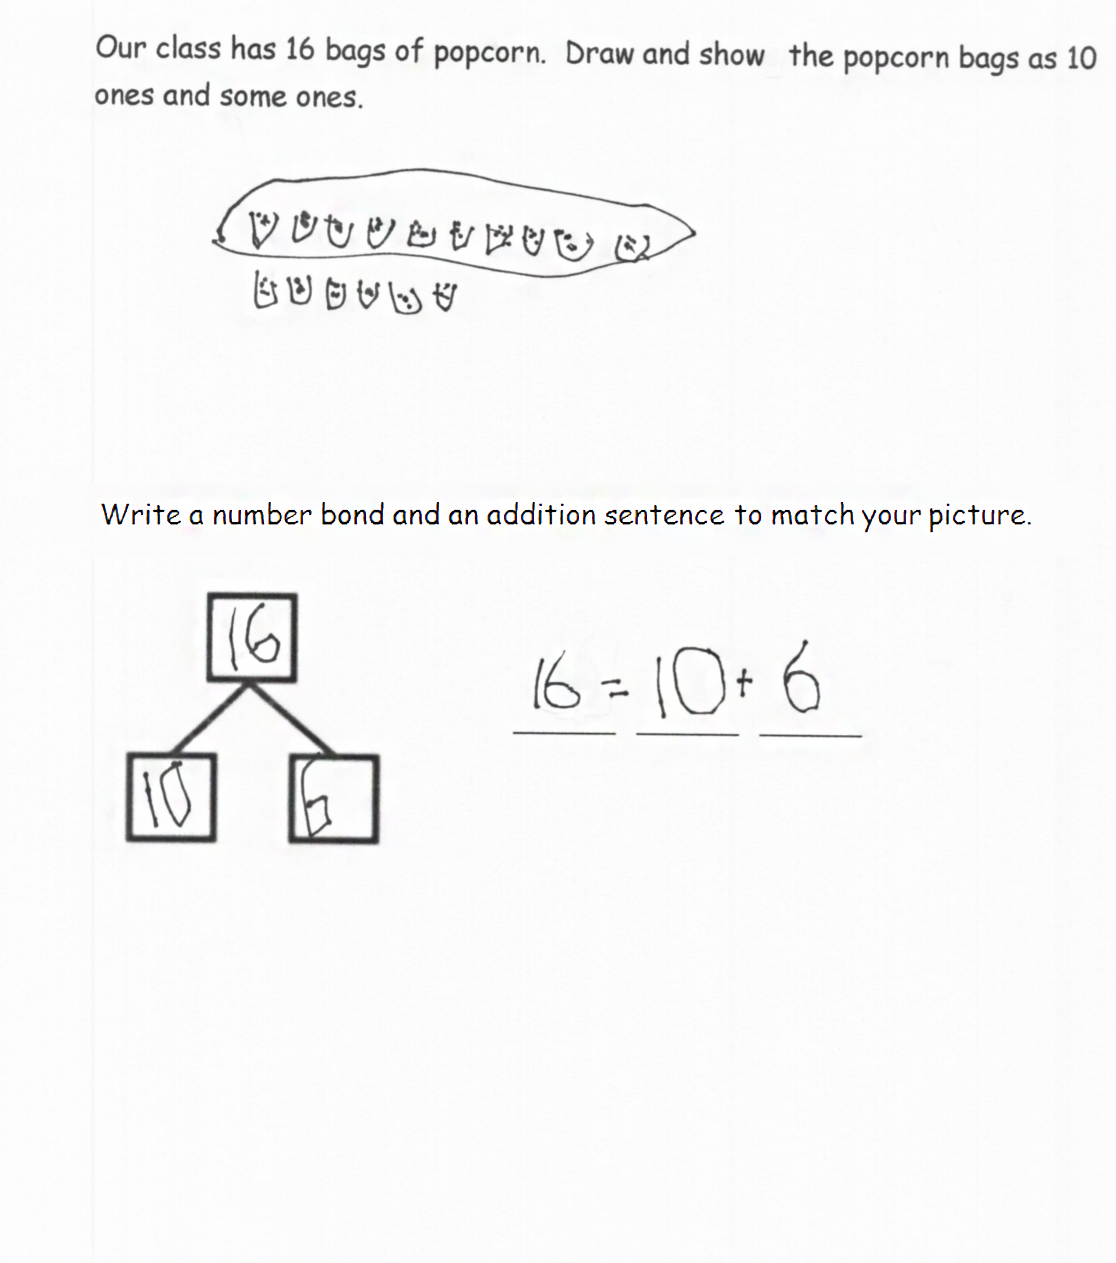 Our class has 16 bags of popcorn. Draw and show the popcorn bags as 10
ones and some ones.
Write a number bond and an addition sentence to match your picture.
16
10 6
16 = 10 + 6